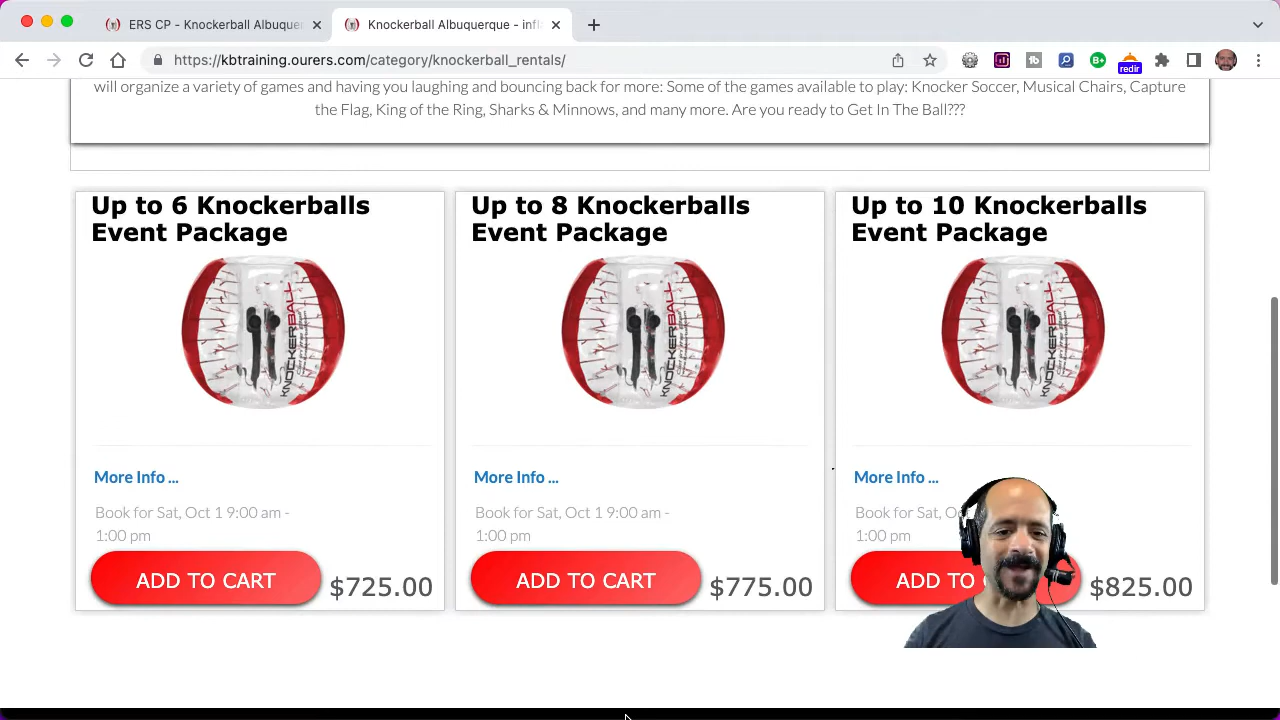 ERS CP - Knockerball Albuquer
Knockerball Albuquerque - infl
https://kbtraining.ourers.com/category/knockerball_rentals/
redir
will organize a variety of games and having you laughing and bouncing back for more: Some of the games available to play: Knocker Soccer, Musical Chairs, Capture
the Flag, King of the Ring, Sharks & Minnows, and many more. Are you ready to Get In The Ball???
Up to 6 Knockerballs
Event Package
KNOCKERBALL
More Info ...
Book for Sat, Oct 1 9:00 am -
1:00 pm
ADD TO CART
$725.00
Up to 8 Knockerballs
Event Package
KNOCKERBALL
More Info ...
Book for Sat, Oct 1 9:00 am -
1:00 pm
ADD TO CART
$775.00
Up to 10 Knockerballs
Event Package
KNOCKERBALL
More Info ...
Book for Sat, O
1:00 pm
ADD TO
$825.00